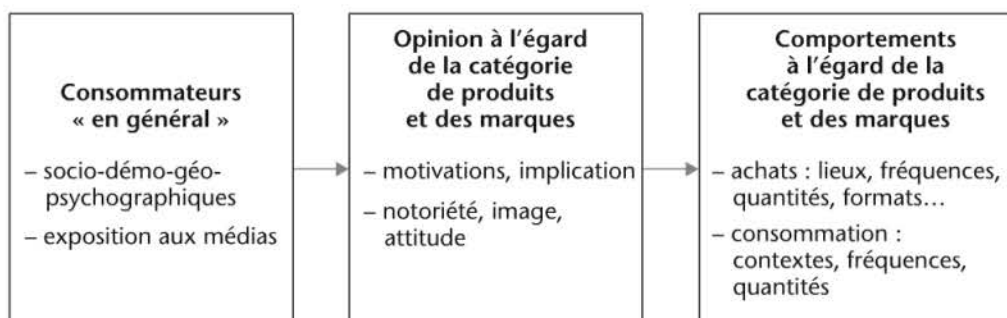 Consommateurs
« en général »
– socio-démo-géo-
psychographiques
– exposition aux médias
Opinion à l’égard
de la catégorie
de produits
et des marques
– motivations, implication
– notoriété, image,
attitude
Comportements
à l’égard de la
catégorie de produits
et des marques
– achats : lieux, fréquences,
quantités, formats…
– consommation :
contextes, fréquences,
quantités